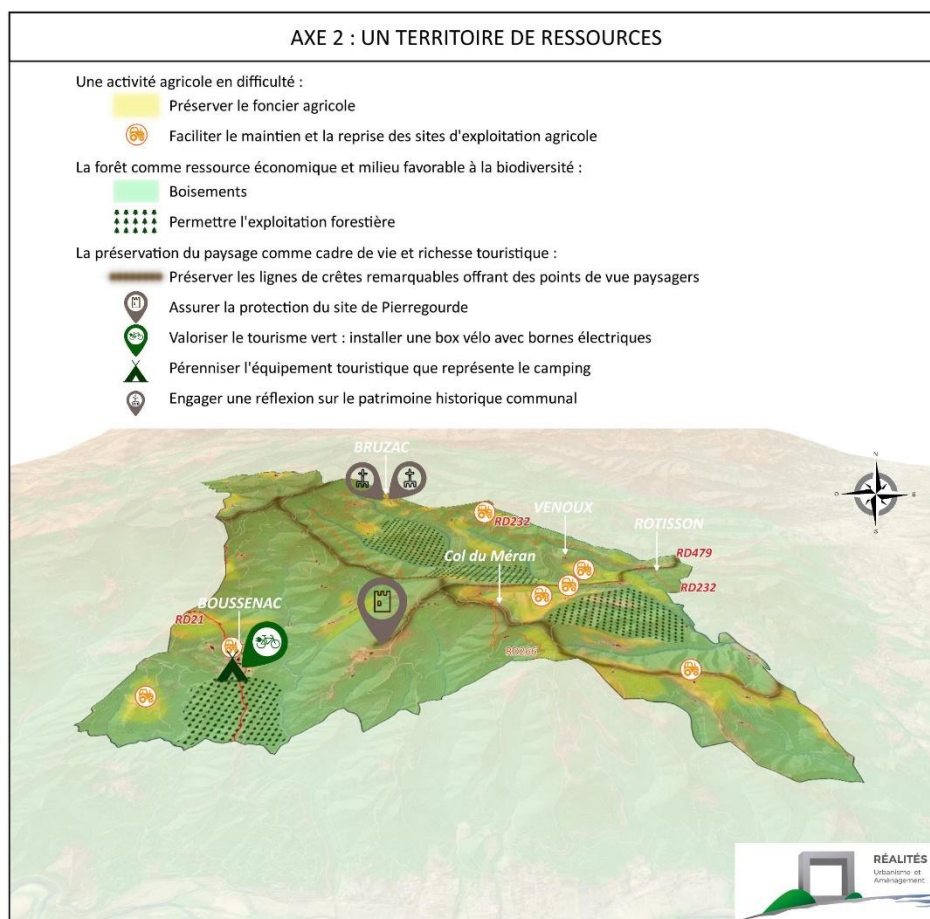 AXE 2 : UN TERRITOIRE DE RESSOURCES
Une activité agricole en difficulté :
Préserver le foncier agricole
Faciliter le maintien et la reprise des sites d'exploitation agricole
La forêt comme ressource économique et milieu favorable à la biodiversité :
Boisements
Permettre l'exploitation forestière
La préservation du paysage comme cadre de vie et richesse touristique :
Préserver les lignes de crêtes remarquables offrant des points de vue paysagers
Assurer la protection du site de Pierregourde
Valoriser le tourisme vert : installer une box vélo avec bornes électriques
Pérenniser l'équipement touristique que représente le camping
Engager une réflexion sur le patrimoine historique communal
BRUZAC
N
O
E
S
VENOUX
RD232
ROTISSON
Col du Méran
RD479
RD232
BOUSSENAC
RD21
RD266
RÉALITÉS
Urbanisme et
Aménagement